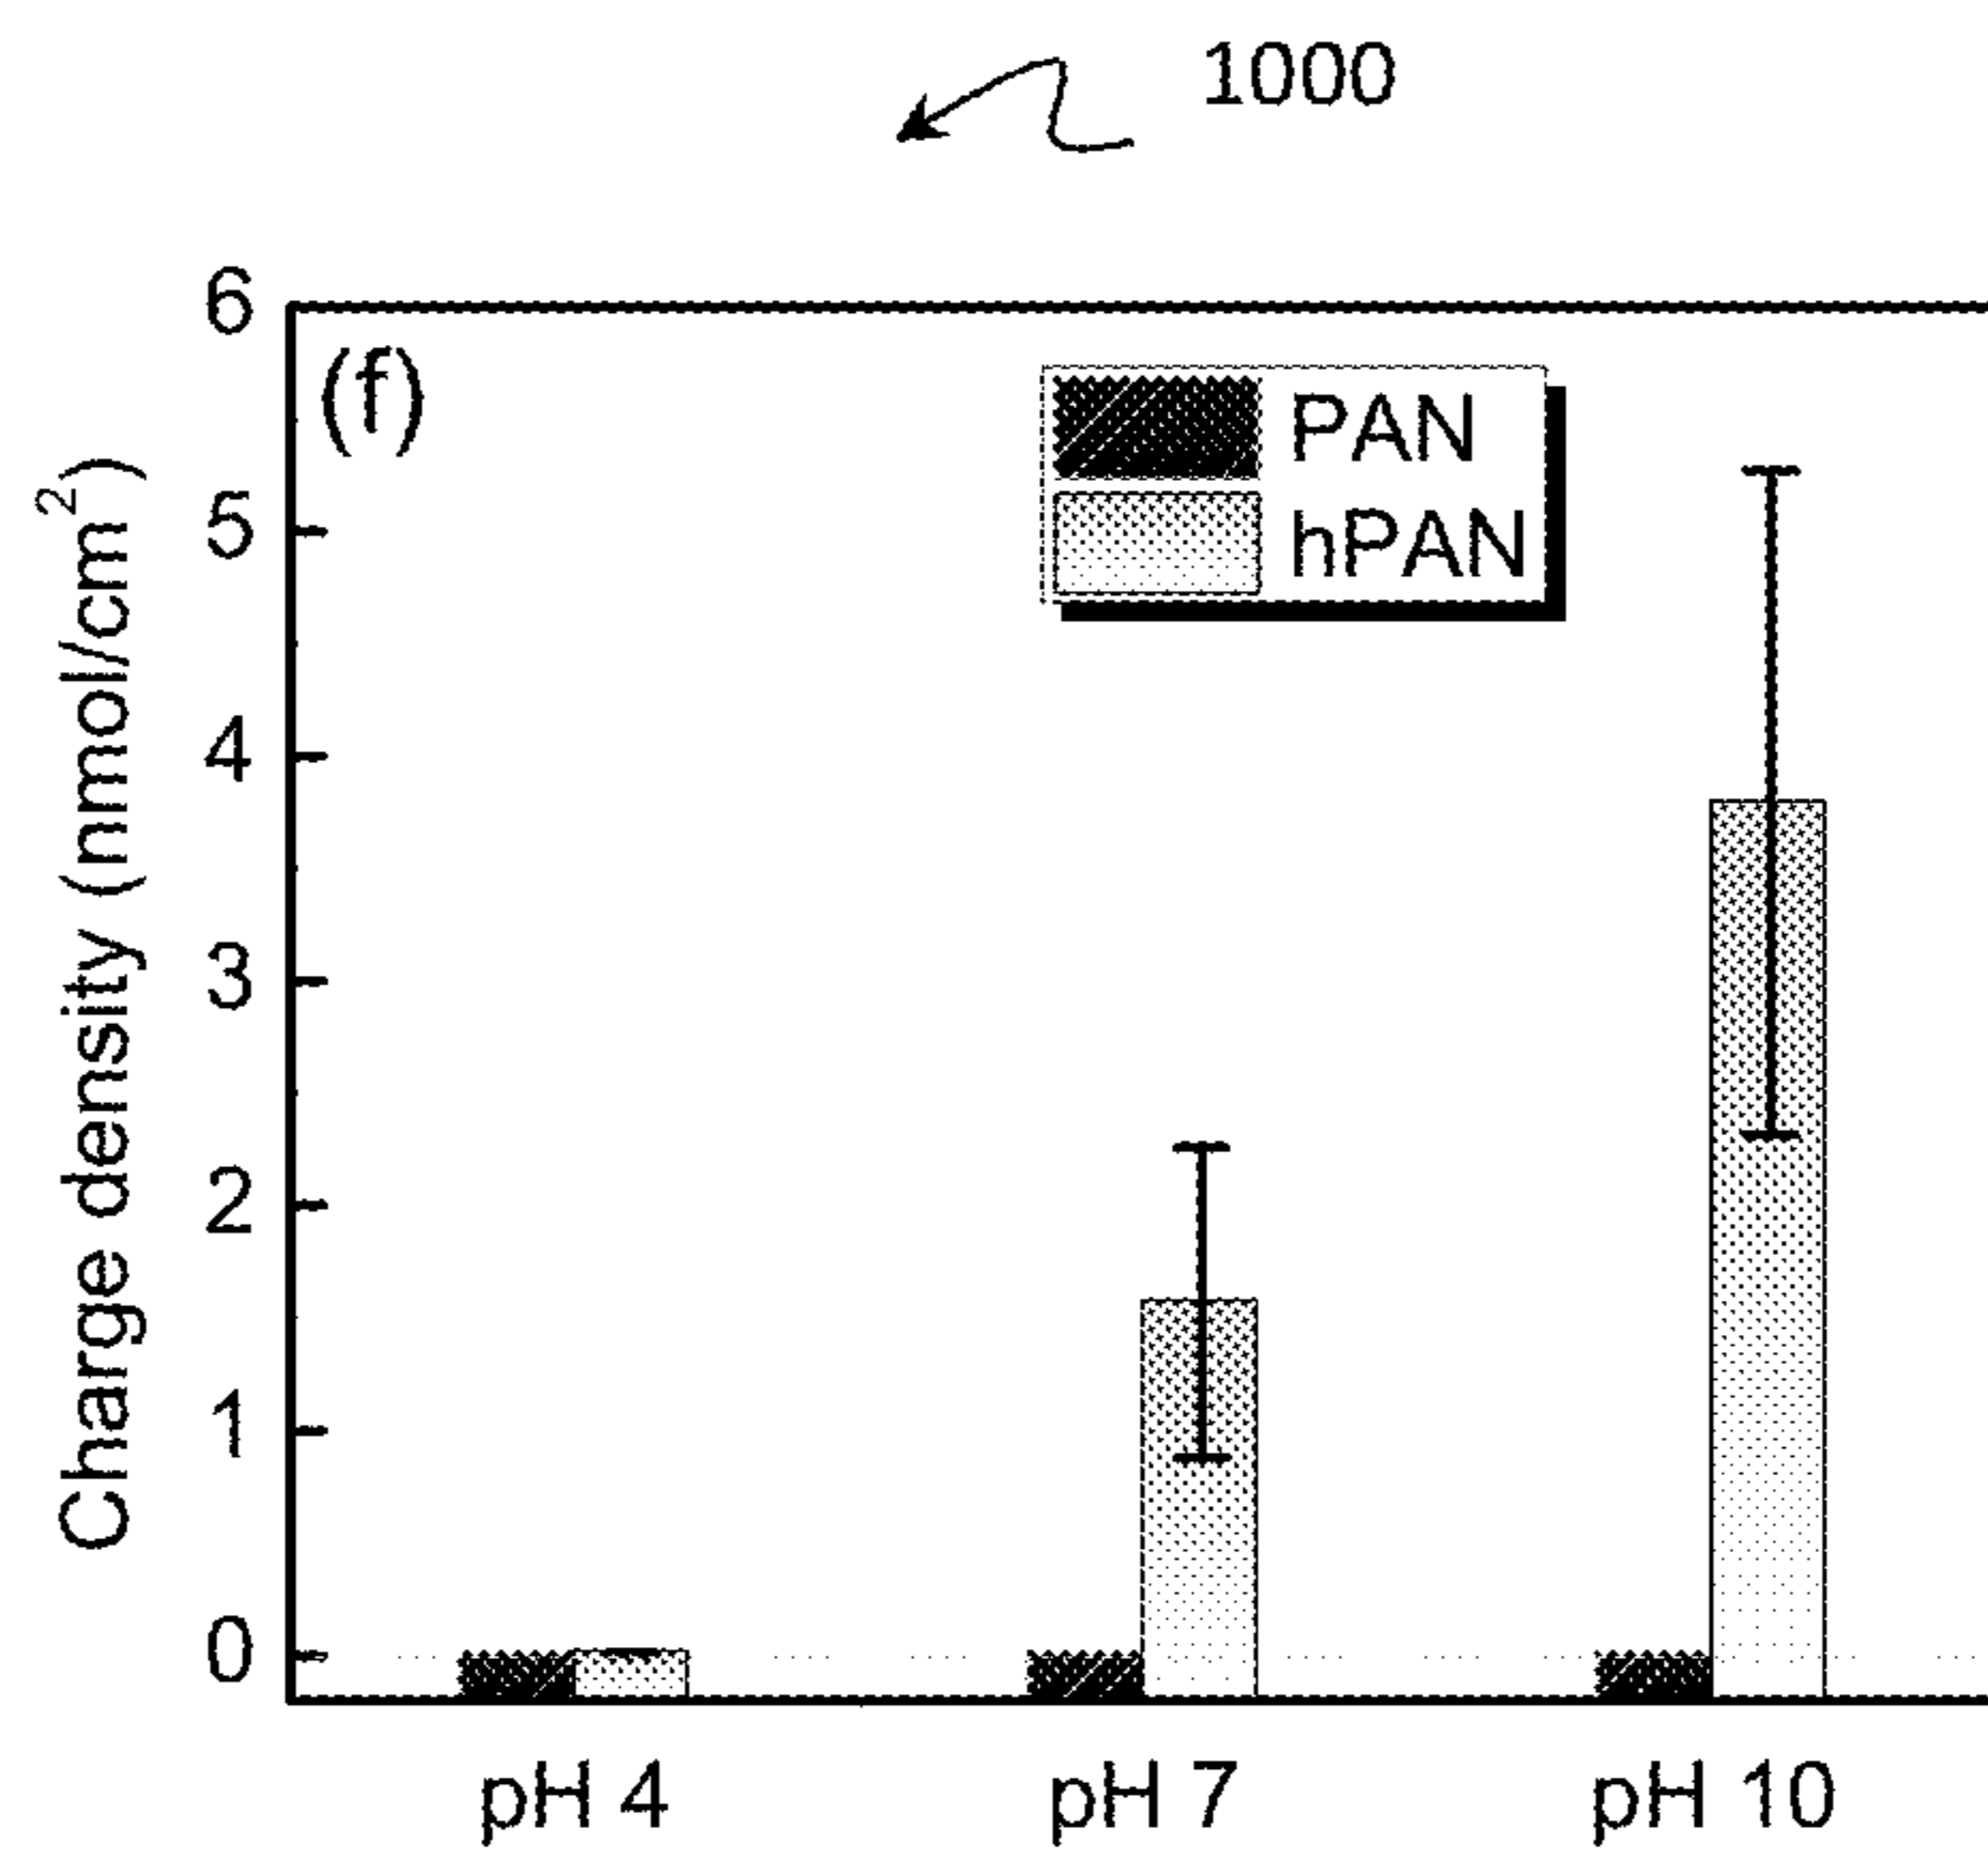 1000
(f)
PAN
hPAN
Charge density (nmol/cm²)
6
5
4
3
2
1
0
pH 4
pH 7
pH 10